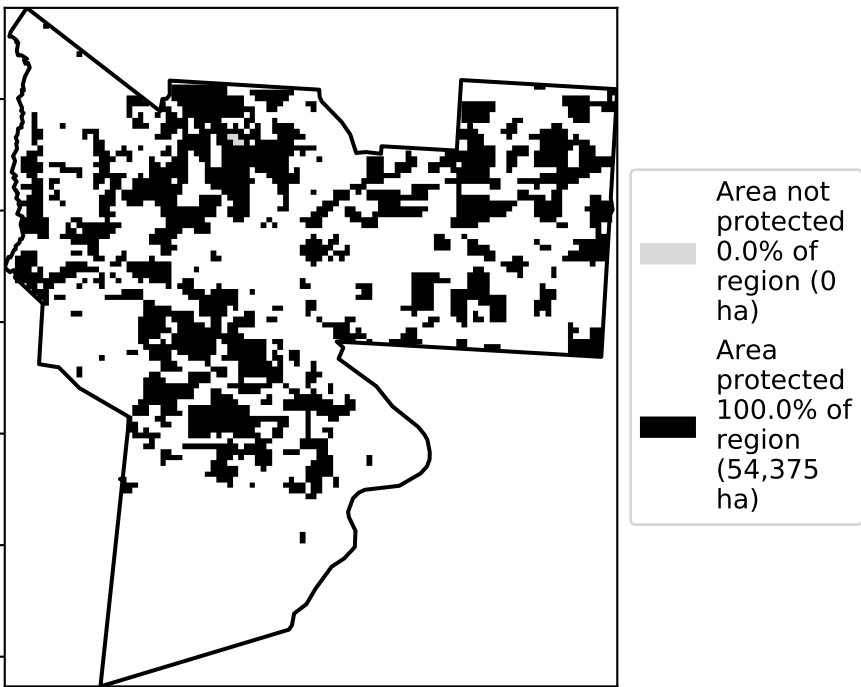 Area not
protected
0.0% of
region (0
ha)
Area
protected
100.0% of
region
(54,375
ha)